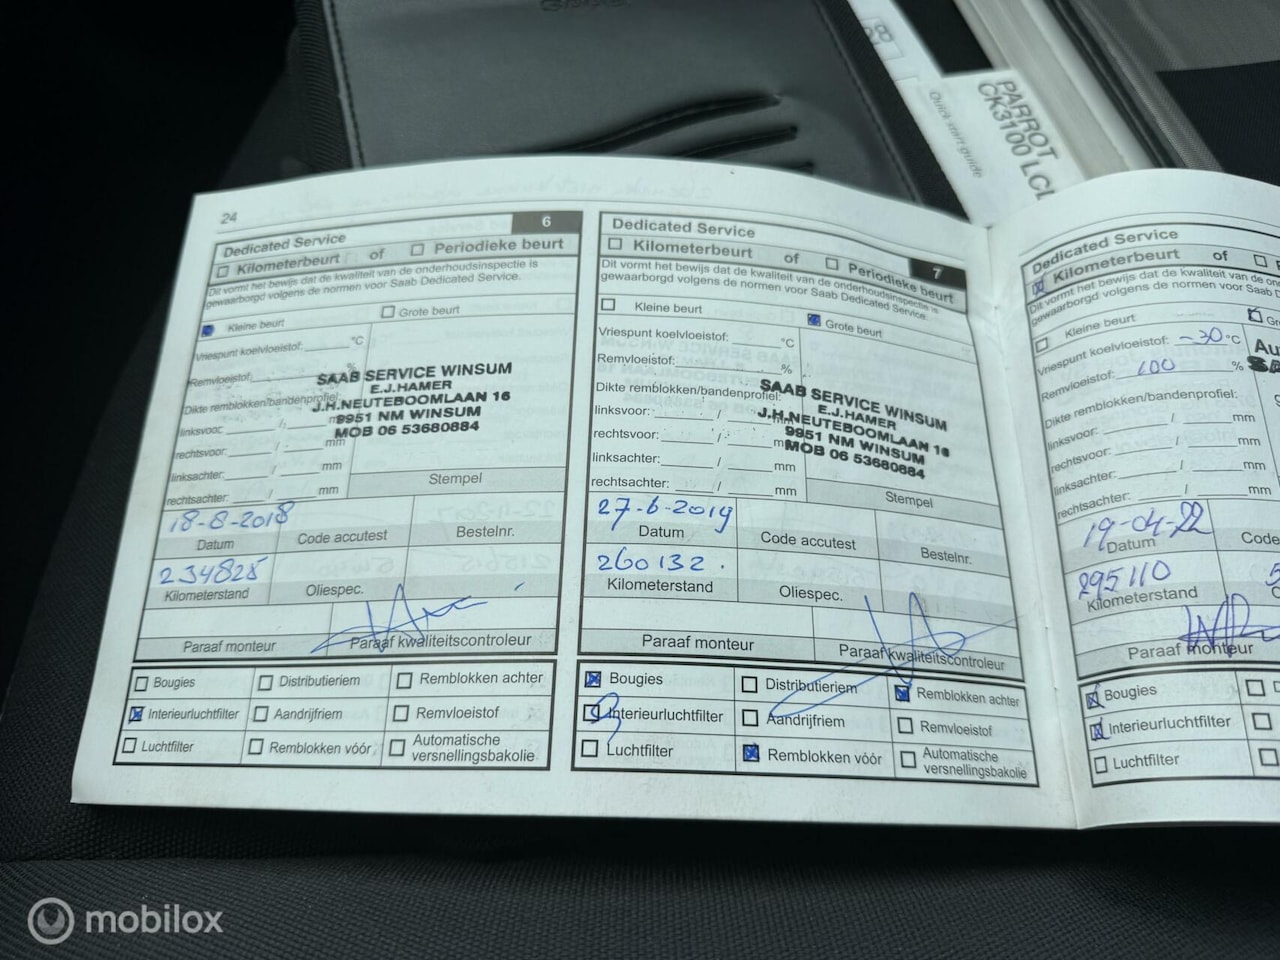 PARROT
CK3100 LCD
Quick start guide
24
6
Dedicated Service
Kilometerbeurt of Periodieke beurt
Dit vormt het bewijs dat de kwaliteit van de onderhoudsinspectie is
gewaarborgd volgens de normen voor Saab Dedicated Service.
Kleine beurt
Grote beurt
Vriespunt koelvloeistof: °C
Remvloeistof: %
Dikte remblokken/bandenprofiel:
linksvoor: /
rechtsvoor: / mm
linksachter: / mm
rechtsachter: / mm
SAAB SERVICE WINSUM
E.J.HAMER
J.H.NEUTEBOOMLAAN 16
9951 NM WINSUM
MOB 06 53680884
Stempel
18-8-2018
Datum
Code accutest
Bestelnr.
234825
Kilometerstand
Oliespec.
Paraaf monteur
Paraaf kwaliteitscontroleur
Bougies
Distributieriem
Remblokken achter
Interieurluchtfilter
Aandrijfriem
Remvloeistof
Luchtfilter
Remblokken vóór
Automatische
versnellingsbakolie
7
Dedicated Service
Kilometerbeurt of Periodieke beurt
Dit vormt het bewijs dat de kwaliteit van de onderhoudsinspectie is
gewaarborgd volgens de normen voor Saab Dedicated Service.
Kleine beurt
Grote beurt
Vriespunt koelvloeistof: °C
Remvloeistof: %
Dikte remblokken/bandenprofiel:
linksvoor: / mm
rechtsvoor: /
linksachter: / mm
rechtsachter: / mm
SAAB SERVICE WINSUM
E.J.HAMER
J.H.NEUTEBOOMLAAN 16
9951 NM WINSUM
MOB 06 53680884
Stempel
27-6-2019
Datum
Code accutest
Bestelnr.
260132.
Kilometerstand
Oliespec.
Paraaf monteur
Paraaf kwaliteitscontroleur
Bougies
Distributieriem
Remblokken achter
Interieurluchtfilter
Aandrijfriem
Remvloeistof
Luchtfilter
Remblokken vóór
Automatische
versnellingsbakolie
Dedicated Service
Kilometerbeurt of
Dit vormt het bewijs dat de kwaliteit van de
gewaarborgd volgens de normen voor Saab
Kleine beurt
Vriespunt koelvloeistof: -30 °C
Remvloeistof: 100 %
Dikte remblokken/bandenprofiel:
linksvoor: / mm
rechtsvoor: / mm
linksachter: / mm
rechtsachter: / mm
19-04-22
Datum
Code
295110
Kilometerstand
Paraaf monteur
Bougies
Interieurluchtfilter
Luchtfilter
mobilox